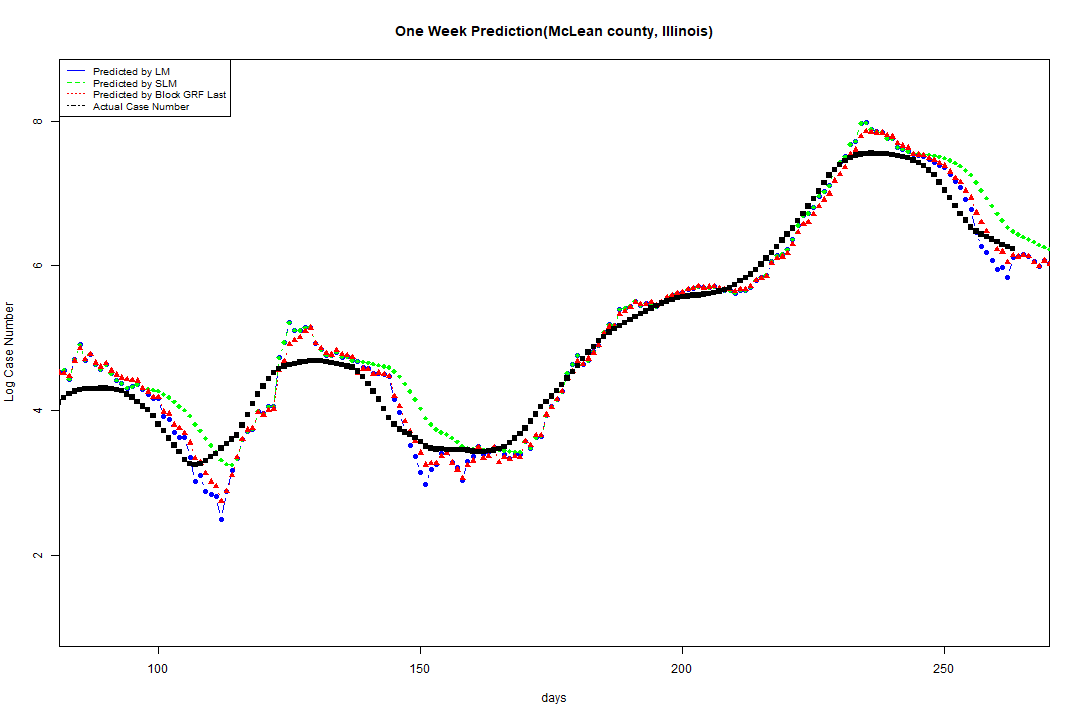 One Week Prediction(McLean county, Illinois)
Predicted by LM
Predicted by SLM
Predicted by Block GRF Last
Actual Case Number
8
6
4
2
Log Case Number
100 150 200 250
days